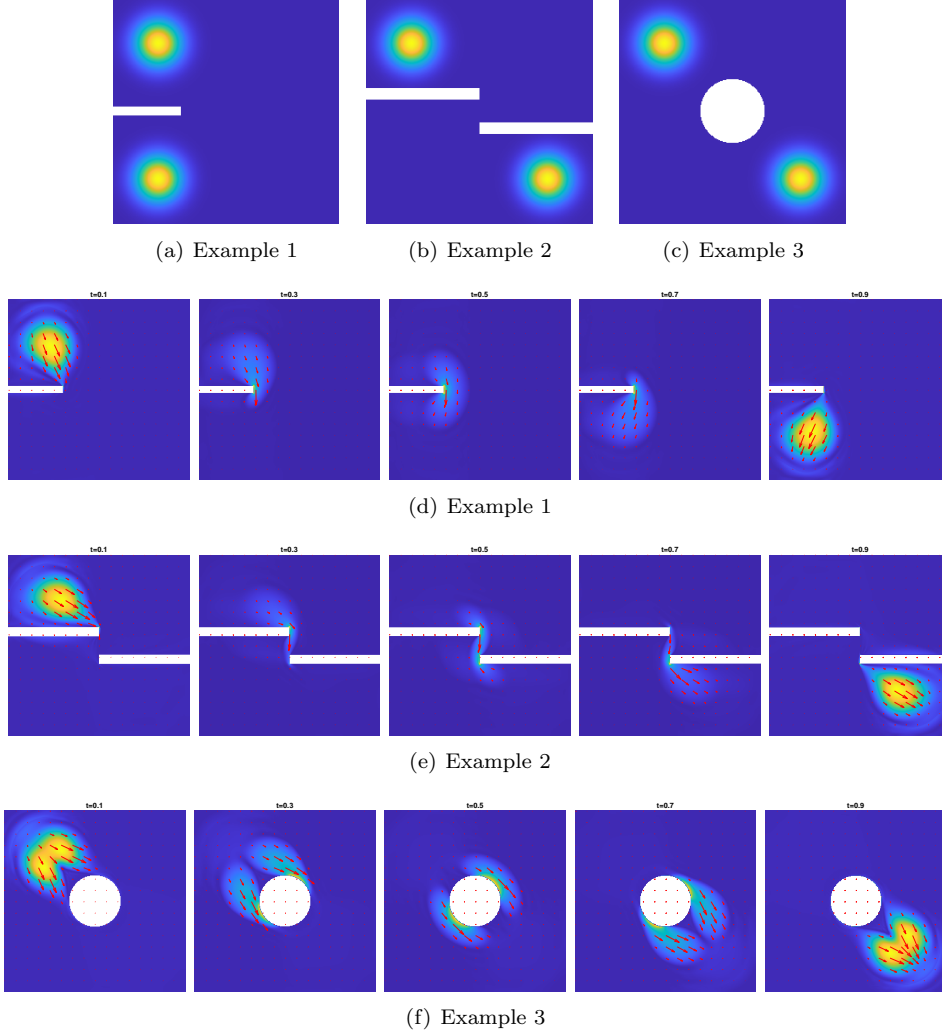 (a) Example 1
(b) Example 2
(c) Example 3
t=0.1
t=0.3
t=0.5
t=0.7
t=0.9
(d) Example 1
t=0.1
t=0.3
t=0.5
t=0.7
t=0.9
(e) Example 2
t=0.1
t=0.3
t=0.5
t=0.7
t=0.9
(f) Example 3